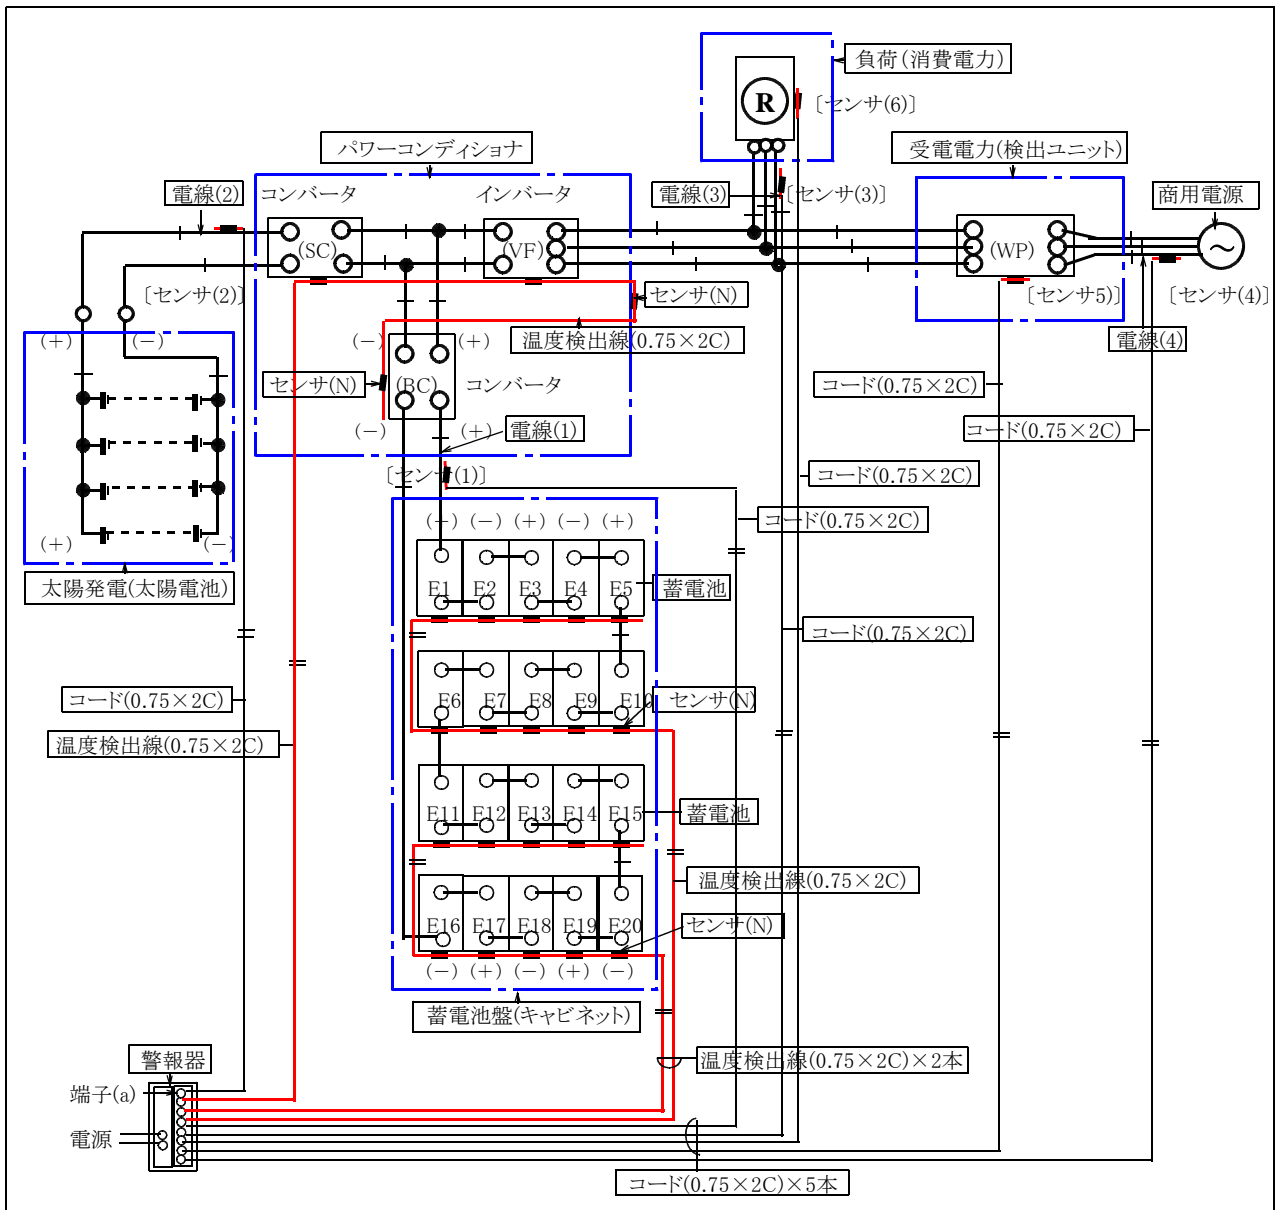 負荷(消費電力)
R
〔センサ(6)〕
パワーコンディショナ
受電電力(検出ユニット)
電線(2)
コンバータ
インバータ
電線(3)
〔センサ(3)〕
商用電源
(SC)
(VF)
(WP)
〔センサ(2)〕
センサ(N)
〔センサ5)〕
〔センサ(4)〕
(+)
(−)
(−)
(+)
温度検出線(0.75×2C)
電線(4)
センサ(N)
(BC)
コンバータ
コード(0.75×2C)
(−)
(+)
電線(1)
コード(0.75×2C)
〔センサ(1)〕
コード(0.75×2C)
コード(0.75×2C)
(+)
(−)
(−)
(+)
(−)
(+)
太陽発電(太陽電池)
E1
E2
E3
E4
E5
蓄電池
コード(0.75×2C)
コード(0.75×2C)
E6
E7
E8
E9
E10
センサ(N)
温度検出線(0.75×2C)
E11
E12
E13
E14
E15
蓄電池
温度検出線(0.75×2C)
E16
E17
E18
E19
E20
センサ(N)
(−)
(+)
(−)
(+)
(−)
蓄電池盤(キャビネット)
警報器
温度検出線(0.75×2C)×2本
端子(a)
電源
コード(0.75×2C)×5本